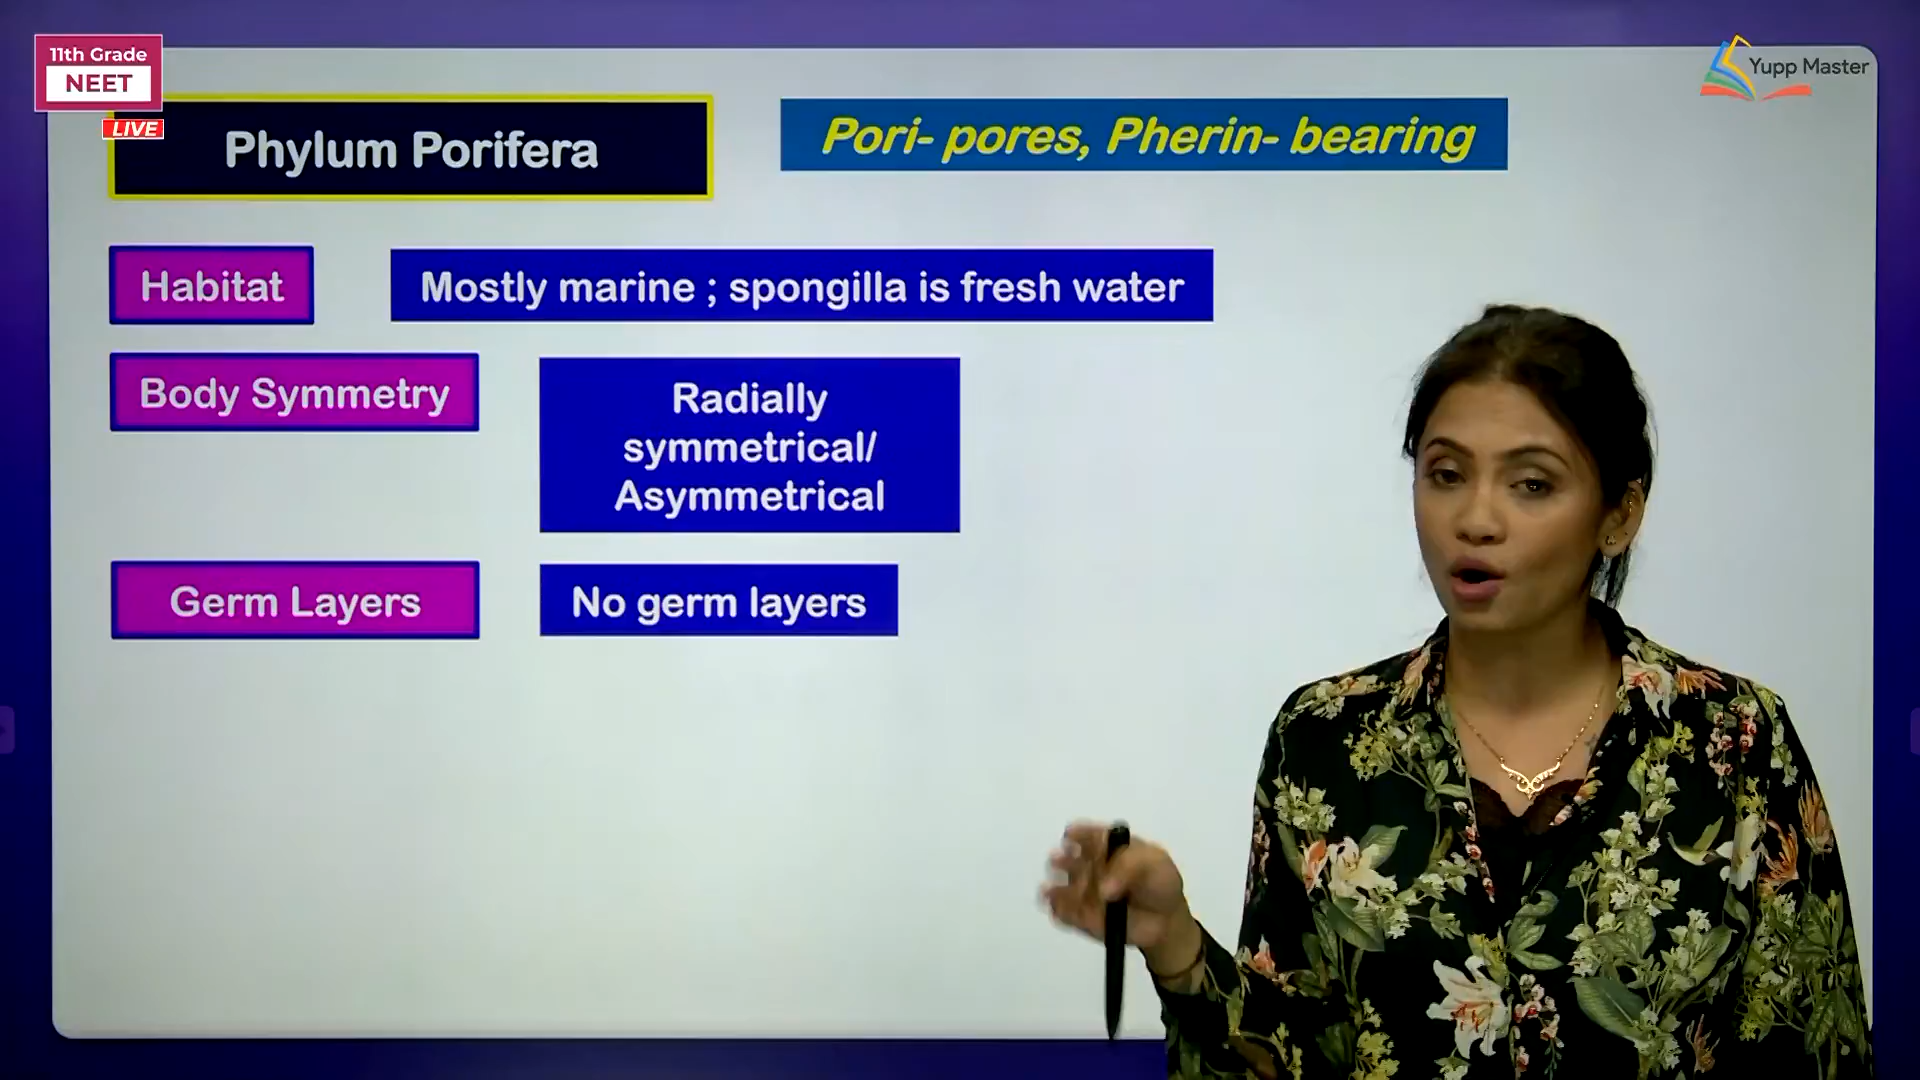 11th Grade
NEET
LIVE
Yupp Master
Phylum Porifera
Pori- pores, Pherin- bearing
Habitat
Mostly marine ; spongilla is fresh water
Body Symmetry
Radially
symmetrical/
Asymmetrical
Germ Layers
No germ layers